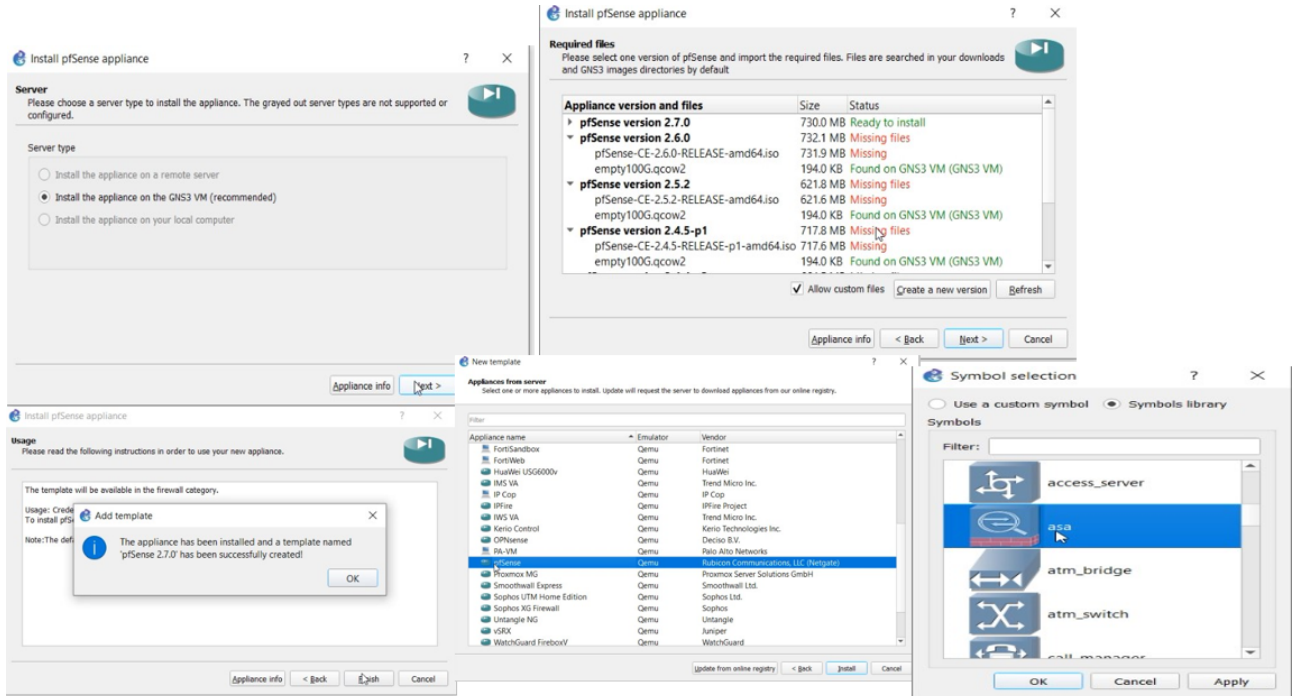 Install pfSense appliance
Server
Please choose a server type to install the appliance. The grayed out server types are not supported or
configured.
Server type
Install the appliance on a remote server
Install the appliance on the GNS3 VM (recommended)
Install the appliance on your local computer
Appliance info
Next >
Install pfSense appliance
Required files
Please select one version of pfSense and import the required files. Files are searched in your downloads
and GNS3 images directories by default
Appliance version and files Size Status
pfSense version 2.7.0 730.0 MB Ready to install
pfSense version 2.6.0 732.1 MB Missing files
pfSense-CE-2.6.0-RELEASE-amd64.iso 731.9 MB Missing
empty100G.qcow2 194.0 KB Found on GNS3 VM (GNS3 VM)
pfSense version 2.5.2 621.8 MB Missing files
pfSense-CE-2.5.2-RELEASE-amd64.iso 621.6 MB Missing
empty100G.qcow2 194.0 KB Found on GNS3 VM (GNS3 VM)
pfSense version 2.4.5-p1 717.8 MB Missing files
pfSense-CE-2.4.5-RELEASE-p1-amd64.iso 717.6 MB Missing
empty100G.qcow2 194.0 KB Found on GNS3 VM (GNS3 VM)
Allow custom files Create a new version Refresh
Appliance info < Back Next > Cancel
Install pfSense appliance
Usage
Please read the following instructions in order to use your new appliance.
The template will be available in the firewall category.
Usage: Crede
To install pfS
Note:The def
Add template
The appliance has been installed and a template named
'pfSense 2.7.0' has been successfully created!
OK
Appliance info < Back Finish Cancel
New template
Appliances from server
Select one or more appliances to install. Update will request the server to download appliances from our online registry.
Filter
Appliance name Emulator Vendor
FortiSandbox Qemu Fortinet
FortiWeb Qemu Fortinet
HuaWei USG6000v Qemu HuaWei
IMS VA Qemu Trend Micro Inc.
IP Cop Qemu IP Cop
IPFire Qemu IPFire Project
IWS VA Qemu Trend Micro Inc.
Kerio Control Qemu Kerio Technologies Inc.
OPNsense Qemu Deciso B.V.
PA-VM Qemu Palo Alto Networks
pfSense Qemu Rubicon Communications, LLC (Netgate)
Proxmox MG Qemu Proxmox Server Solutions GmbH
Smoothwall Express Qemu Smoothwall Ltd.
Sophos UTM Home Edition Qemu Sophos Ltd.
Sophos XG Firewall Qemu Sophos
Untangle NG Qemu Untangle
vSRX Qemu Juniper
WatchGuard FireboxV Qemu WatchGuard
Update from online registry < Back Install Cancel
Symbol selection
Use a custom symbol Symbols library
Symbols
Filter:
access_server
asa
atm_bridge
atm_switch
call_manager
OK Cancel Apply